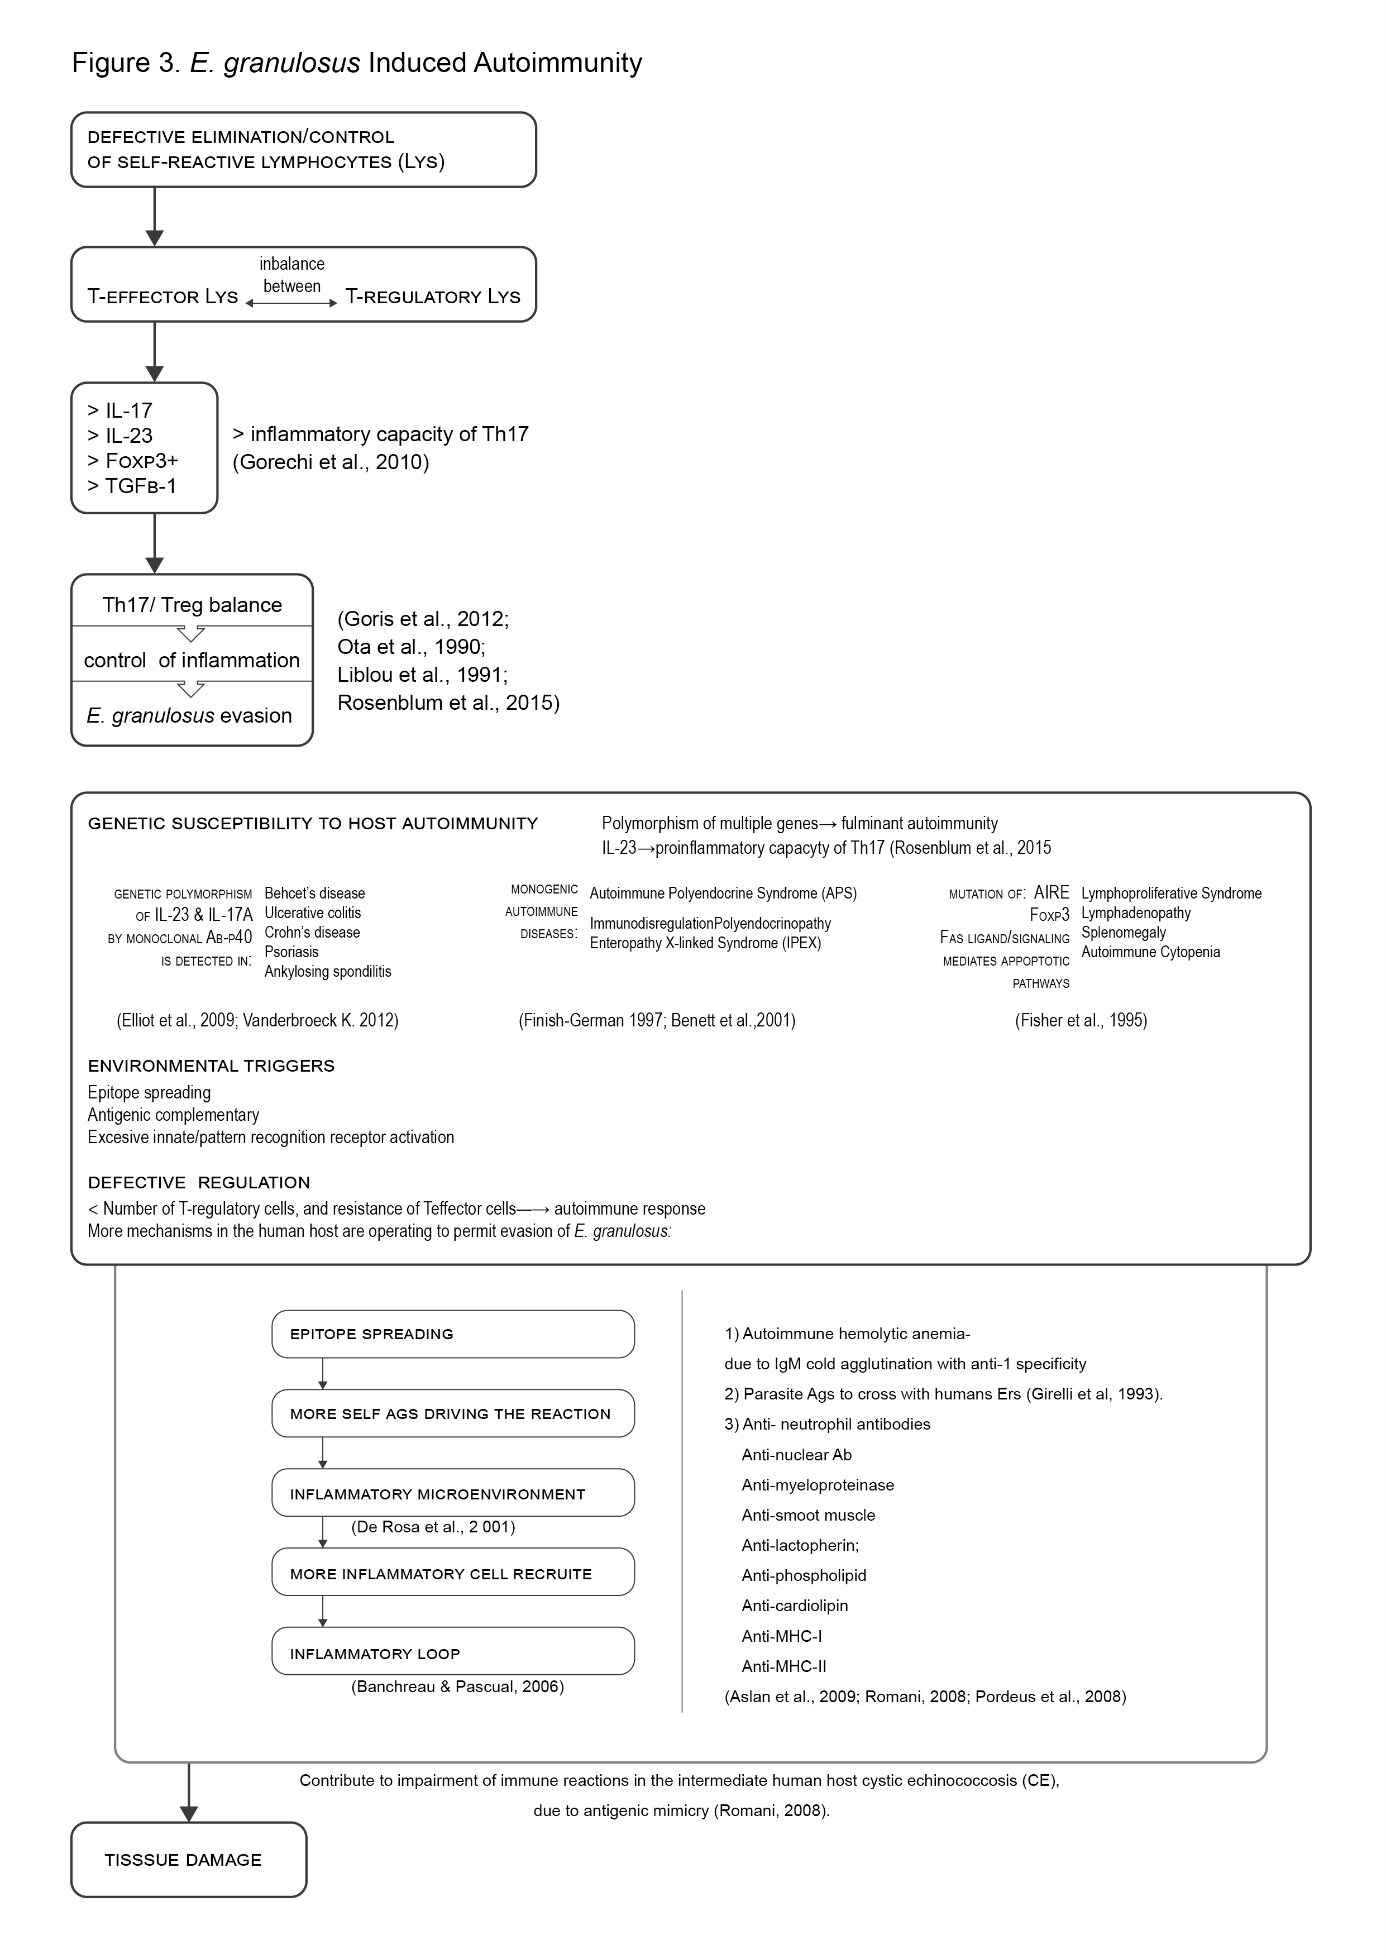 Figure 3. E. granulosus Induced Autoimmunity
DEFECTIVE ELIMINATION/CONTROL
OF SELF-REACTIVE LYMPHOCYTES (LYS)
inbalance
between
T-EFFECTOR LYS
T-REGULATORY LYS
> IL-17
> IL-23
> FOXP3+
> TGFB-1
> inflammatory capacity of Th17
(Gorechi et al., 2010)
Th17/ Treg balance
control of inflammation
E. granulosus evasion
(Goris et al., 2012;
Ota et al., 1990;
Liblou et al., 1991;
Rosenblum et al., 2015)
GENETIC SUSCEPTIBILITY TO HOST AUTOIMMUNITY
Polymorphism of multiple genes→ fulminant autoimmunity
IL-23→proinflammatory capacyty of Th17 (Rosenblum et al., 2015
GENETIC POLYMORPHISM
OF IL-23 & IL-17A
BY MONOCLONAL AB-P40
IS DETECTED IN:
Behcet's disease
Ulcerative colitis
Crohn's disease
Psoriasis
Ankylosing spondilitis
(Elliot et al., 2009; Vanderbroeck K. 2012)
MONOGENIC
AUTOIMMUNE
DISEASES:
Autoimmune Polyendocrine Syndrome (APS)
ImmunodisregulationPolyendocrinopathy
Enteropathy X-linked Syndrome (IPEX)
(Finish-German 1997; Benett et al.,2001)
MUTATION OF: AIRE
FOXP3
FAS LIGAND/SIGNALING
MEDIATES APPOPTOTIC
PATHWAYS
Lymphoproliferative Syndrome
Lymphadenopathy
Splenomegaly
Autoimmune Cytopenia
(Fisher et al., 1995)
ENVIRONMENTAL TRIGGERS
Epitope spreading
Antigenic complementary
Excesive innate/pattern recognition receptor activation
DEFECTIVE REGULATION
< Number of T-regulatory cells, and resistance of Teffector cells—→ autoimmune response
More mechanisms in the human host are operating to permit evasion of E. granulosus:
EPITOPE SPREADING
MORE SELF AGS DRIVING THE REACTION
INFLAMMATORY MICROENVIRONMENT
(De Rosa et al., 2 001)
MORE INFLAMMATORY CELL RECRUITE
INFLAMMATORY LOOP
(Banchreau & Pascual, 2006)
1) Autoimmune hemolytic anemia-
due to IgM cold agglutination with anti-1 specificity
2) Parasite Ags to cross with humans Ers (Girelli et al, 1993).
3) Anti- neutrophil antibodies
Anti-nuclear Ab
Anti-myeloproteinase
Anti-smoot muscle
Anti-lactopherin;
Anti-phospholipid
Anti-cardiolipin
Anti-MHC-I
Anti-MHC-II
(Aslan et al., 2009; Romani, 2008; Pordeus et al., 2008)
Contribute to impairment of immune reactions in the intermediate human host cystic echinococcosis (CE),
due to antigenic mimicry (Romani, 2008).
TISSSUE DAMAGE